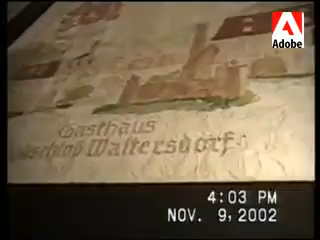 Adobe
Gasthaus
Waltersdorf
4:03 PM
NOV. 9, 2002